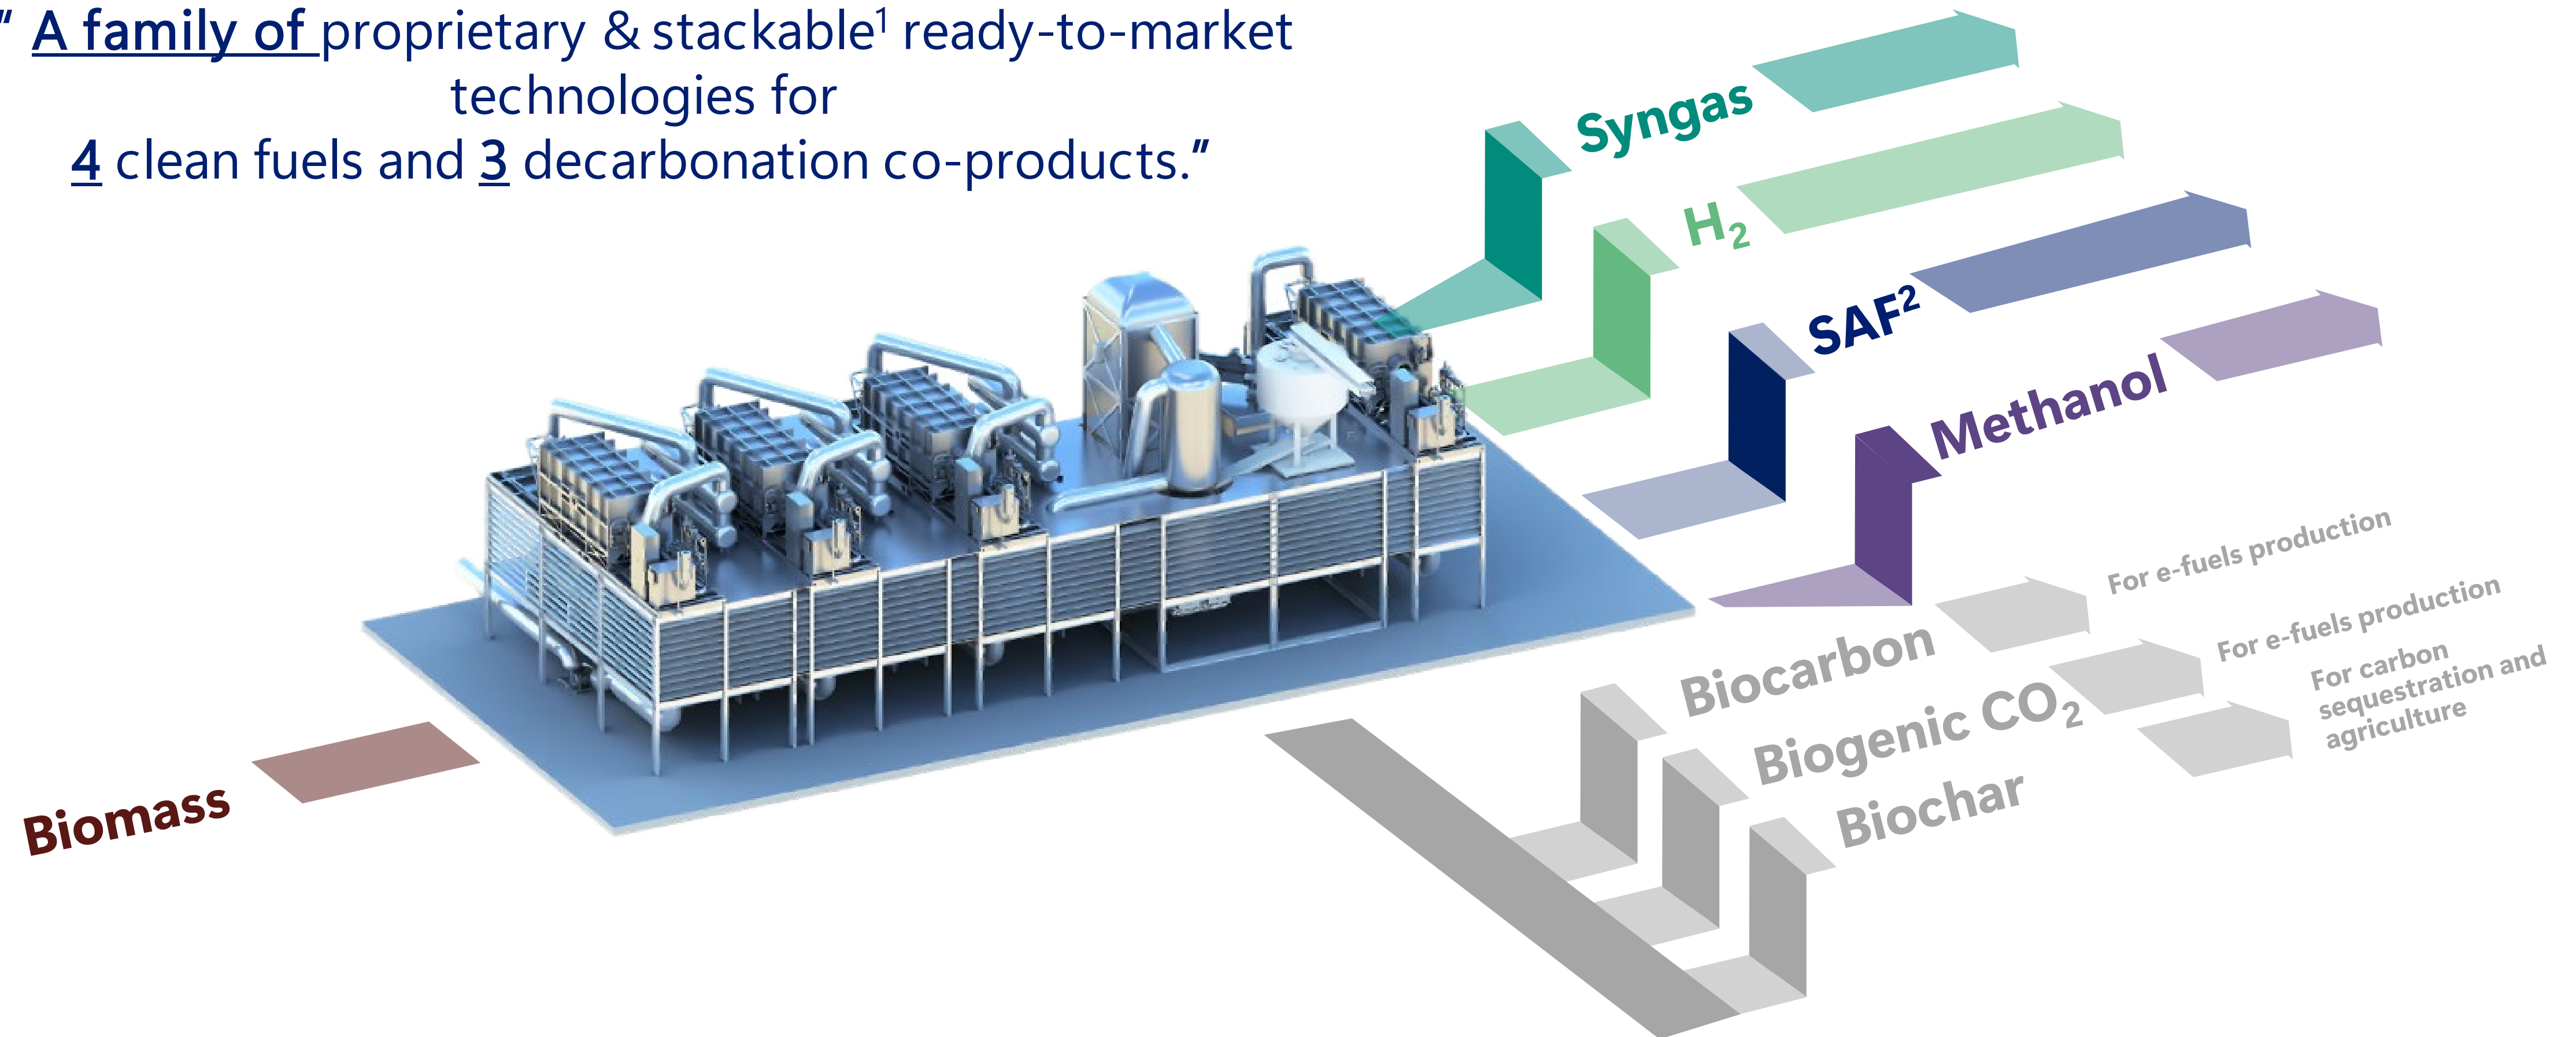 “ A family of proprietary & stackable¹ ready-to-market
technologies for
4 clean fuels and 3 decarbonation co-products.”
Syngas
H₂
SAF²
Methanol
Biomass
Biocarbon
For e-fuels production
Biogenic CO₂
For e-fuels production
Biochar
For carbon
sequestration and
agriculture